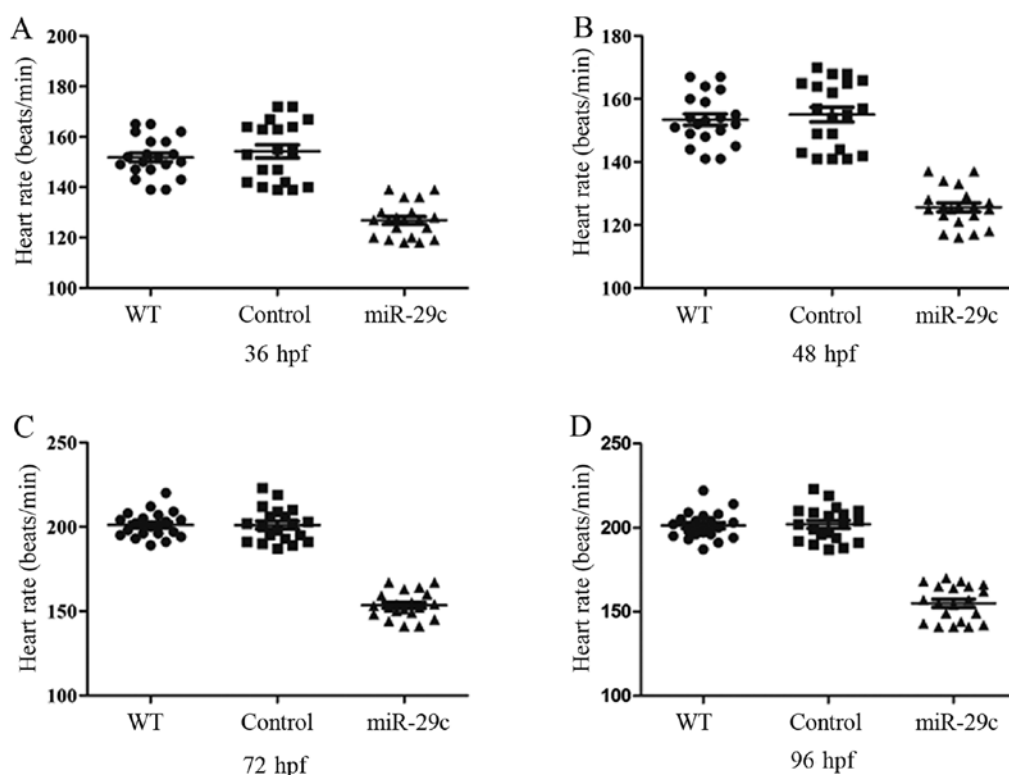 A
Heart rate (beats/min)
200
180
160
140
120
100
WT Control miR-29c
36 hpf
B
Heart rate (beats/min)
180
160
140
120
100
WT Control miR-29c
48 hpf
C
Heart rate (beats/min)
250
200
150
100
WT Control miR-29c
72 hpf
D
Heart rate (beats/min)
250
200
150
100
WT Control miR-29c
96 hpf